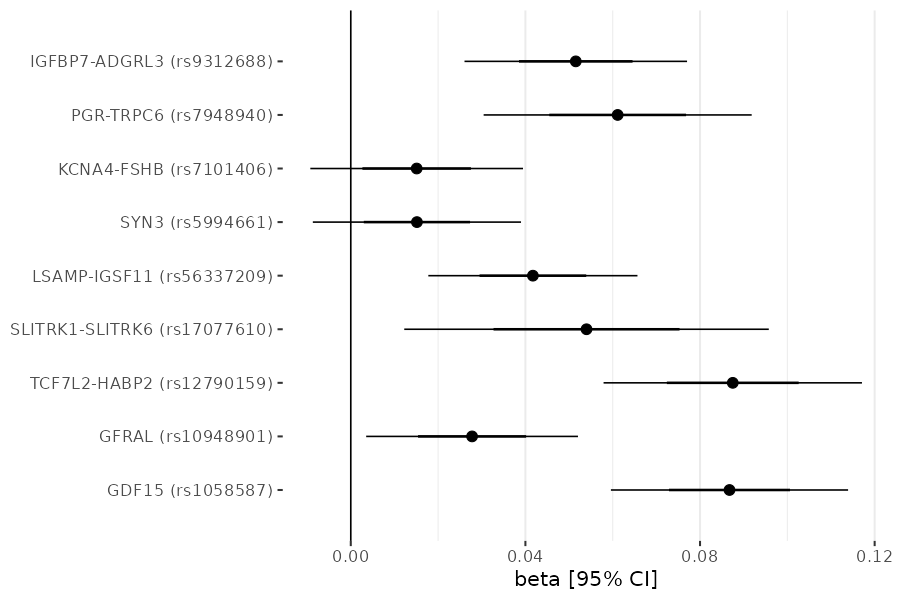 IGFBP7-ADGRL3 (rs9312688)
PGR-TRPC6 (rs7948940)
KCNA4-FSHB (rs7101406)
SYN3 (rs5994661)
LSAMP-IGSF11 (rs56337209)
SLITRK1-SLITRK6 (rs17077610)
TCF7L2-HABP2 (rs12790159)
GFRAL (rs10948901)
GDF15 (rs1058587)
0.00 0.04 0.08 0.12
beta [95% CI]